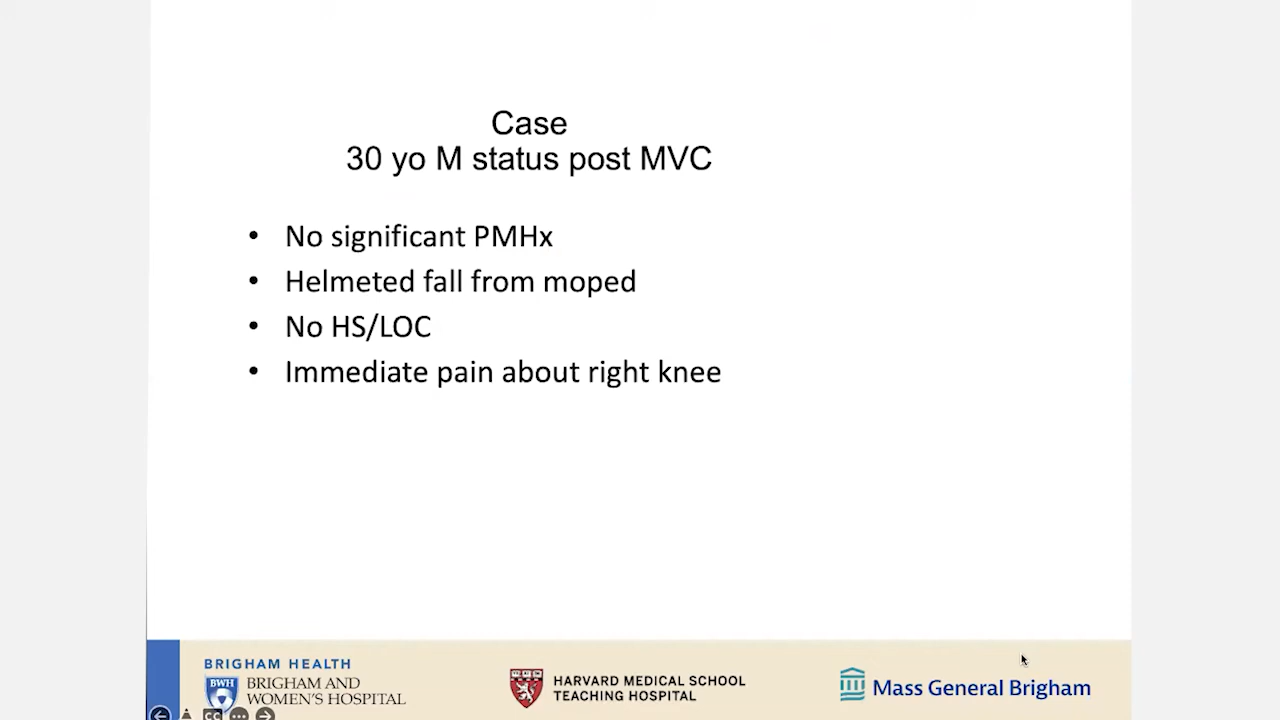 Case
30 yo M status post MVC
• No significant PMHx
• Helmeted fall from moped
• No HS/LOC
• Immediate pain about right knee
BRIGHAM HEALTH
BWH
BRIGHAM AND
WOMEN'S HOSPITAL
HARVARD MEDICAL SCHOOL
TEACHING HOSPITAL
Mass General Brigham
CC